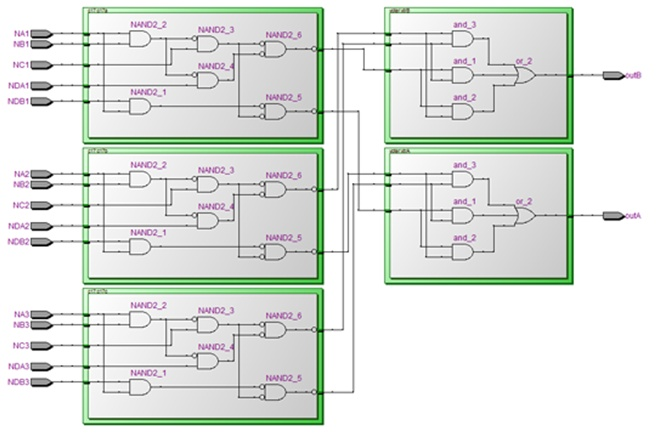 NA1
NB1
NC1
NDA1
NDB1
NAND2_2
NAND2_3
NAND2_6
NAND2_4
NAND2_1
NAND2_5
and_3
and_1
or_2
and_2
outB
NA2
NB2
NC2
NDA2
NDB2
NAND2_2
NAND2_3
NAND2_6
NAND2_4
NAND2_1
NAND2_5
and_3
and_1
or_2
and_2
outA
NA3
NB3
NC3
NDA3
NDB3
NAND2_2
NAND2_3
NAND2_6
NAND2_4
NAND2_1
NAND2_5